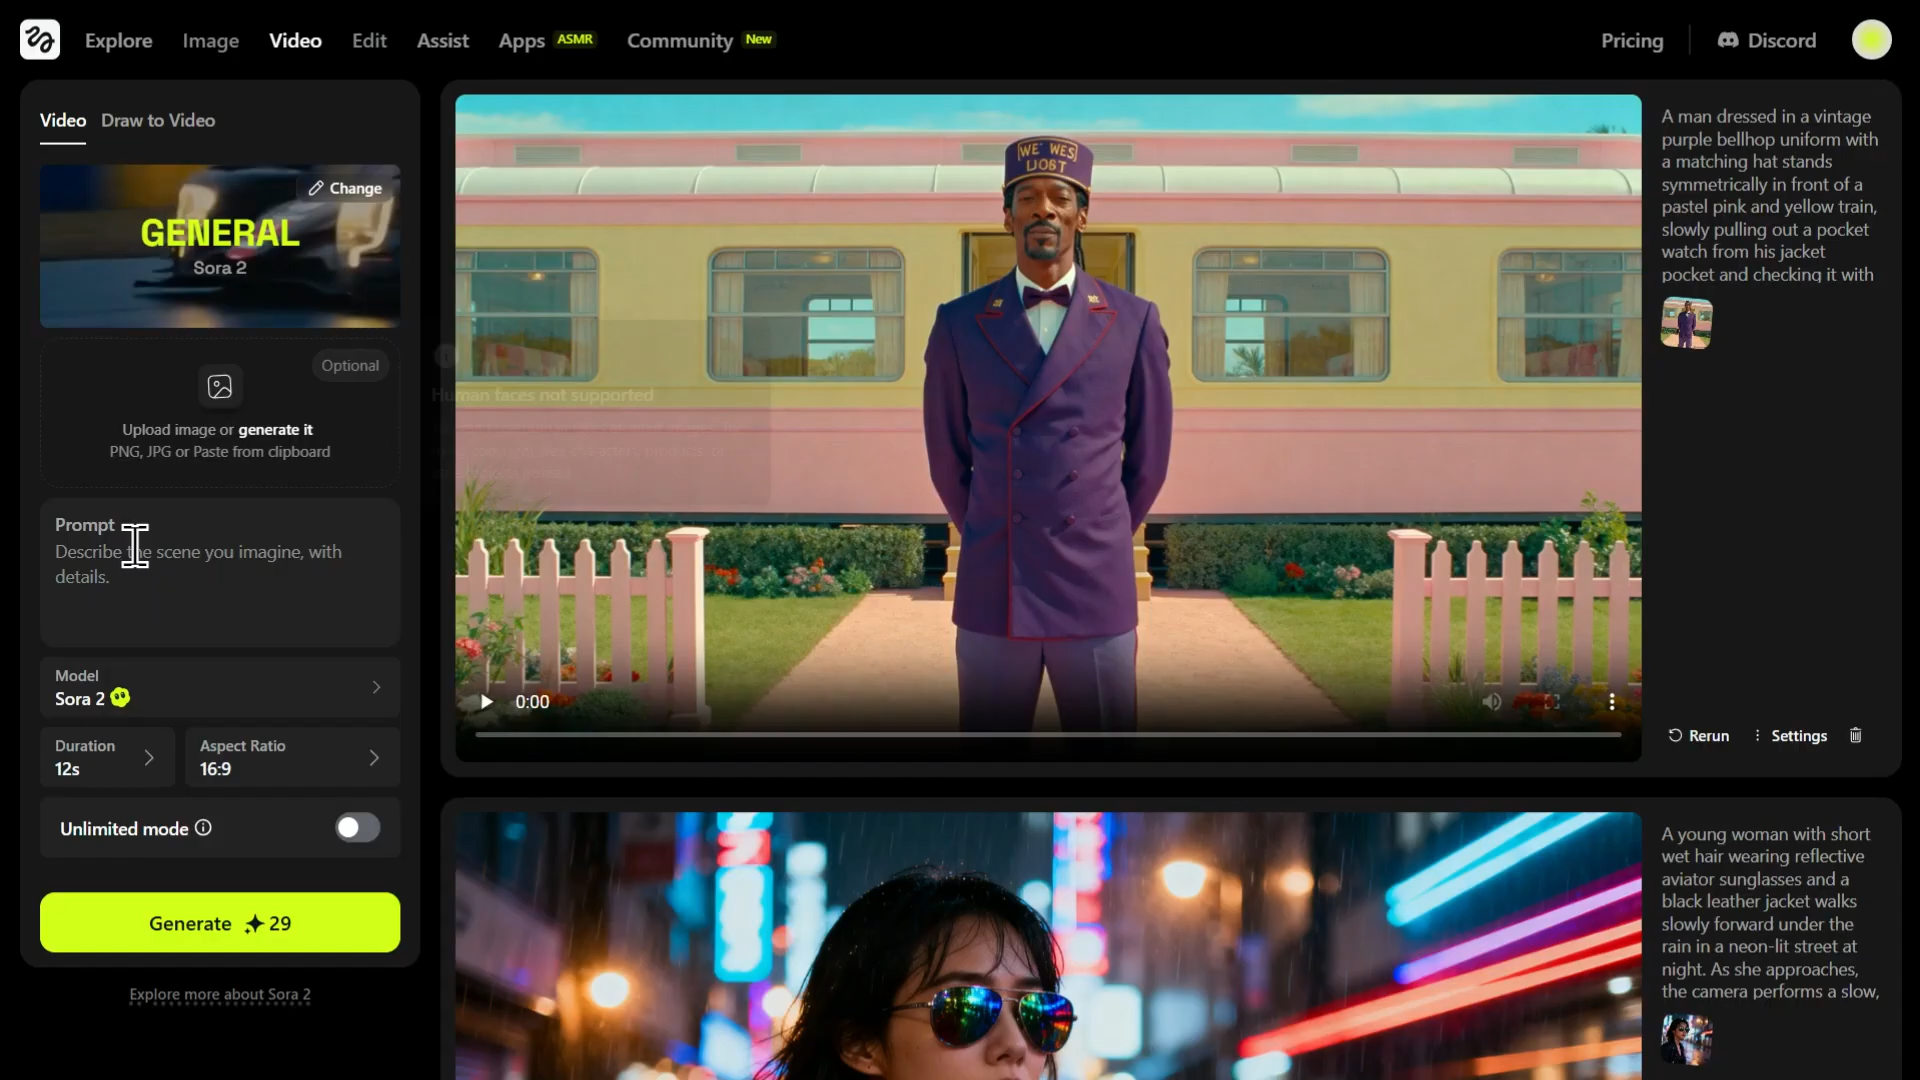 Explore Image Video Edit Assist Apps ASMR Community New Pricing Discord
Video Draw to Video
Change
GENERAL
Sora 2
Optional
Upload image or generate it
PNG, JPG or Paste from clipboard
Human faces not supported
Prompt
Describe the scene you imagine, with
details.
Model
Sora 2
Duration
12s
Aspect Ratio
16:9
Unlimited mode
Generate 29
Explore more about Sora 2
WE' WES
IJOST
0:00
A man dressed in a vintage
purple bellhop uniform with
a matching hat stands
symmetrically in front of a
pastel pink and yellow train,
slowly pulling out a pocket
watch from his jacket
pocket and checking it with
Rerun Settings
A young woman with short
wet hair wearing reflective
aviator sunglasses and a
black leather jacket walks
slowly forward under the
rain in a neon-lit street at
night. As she approaches,
the camera performs a slow,